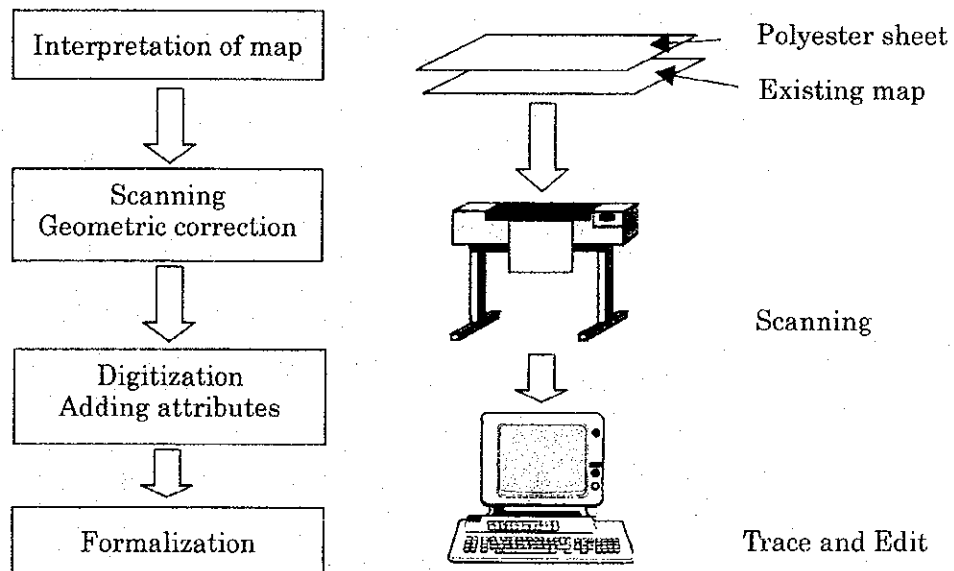 Interpretation of map
Scanning
Geometric correction
Digitization
Adding attributes
Formalization
Polyester sheet
Existing map
Scanning
Trace and Edit